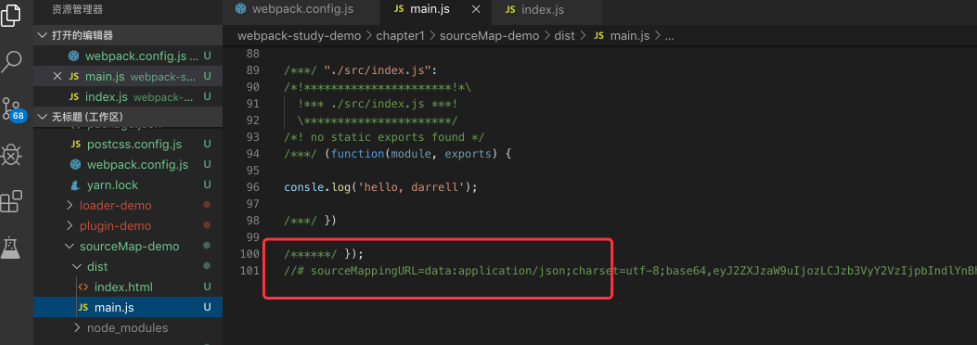 资源管理器
打开的编辑器
webpack.config.js ... U
JS main.js webpack-s... U
JS index.js webpack-... U
无标题 (工作区)
JS postcss.config.js U
webpack.config.js U
yarn.lock U
loader-demo
plugin-demo
sourceMap-demo
dist
<> index.html U
JS main.js U
node_modules
68
webpack.config.js
JS main.js
JS index.js
webpack-study-demo > chapter1 > sourceMap-demo > dist > JS main.js > ...
88
89 /***/ "./src/index.js":
90 /*!**********************!*\
91 !*** ./src/index.js ***!
92 \**********************/
93 /*! no static exports found */
94 /***/ (function(module, exports) {
95
96 consle.log('hello, darrell');
97
98 /***/ })
99
100 /******/ });
101 //# sourceMappingURL=data:application/json;charset=utf-8;base64,eyJ2ZXJzaW9uIjozLCJzb3VyY2VzIjpbIndlYnBh